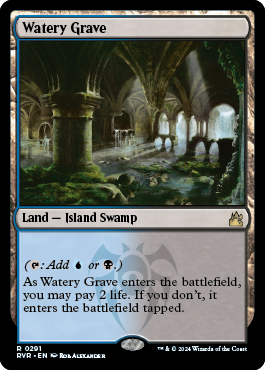 Watery Grave
Land — Island Swamp
(: Add or .)
As Watery Grave enters the battlefield,
you may pay 2 life. If you don't, it
enters the battlefield tapped.
R 0291
RVR • EN Rob Alexander
™ & © 2024 Wizards of the Coast